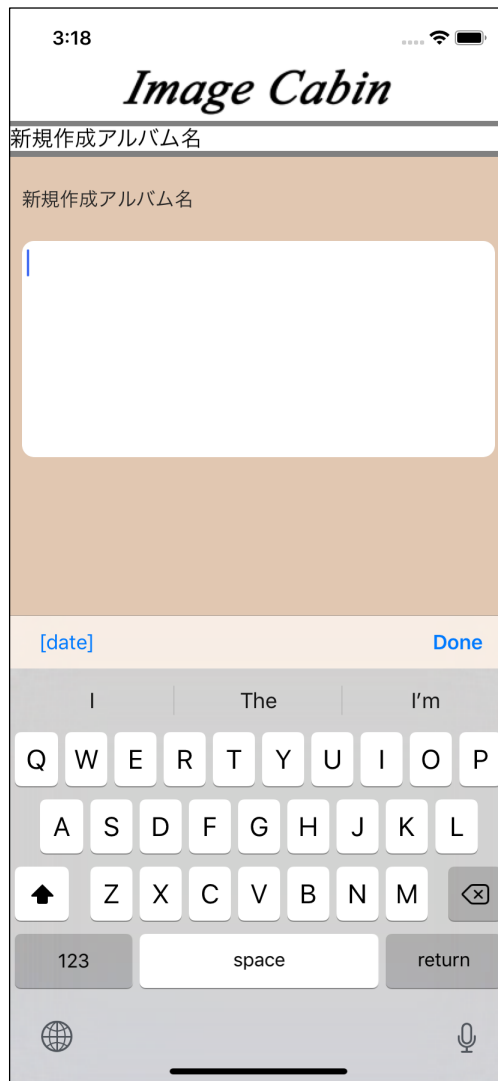 3:18
Image Cabin
新規作成アルバム名
新規作成アルバム名
[date] Done
I The I'm
Q W E R T Y U I O P
A S D F G H J K L
Z X C V B N M
123 space return